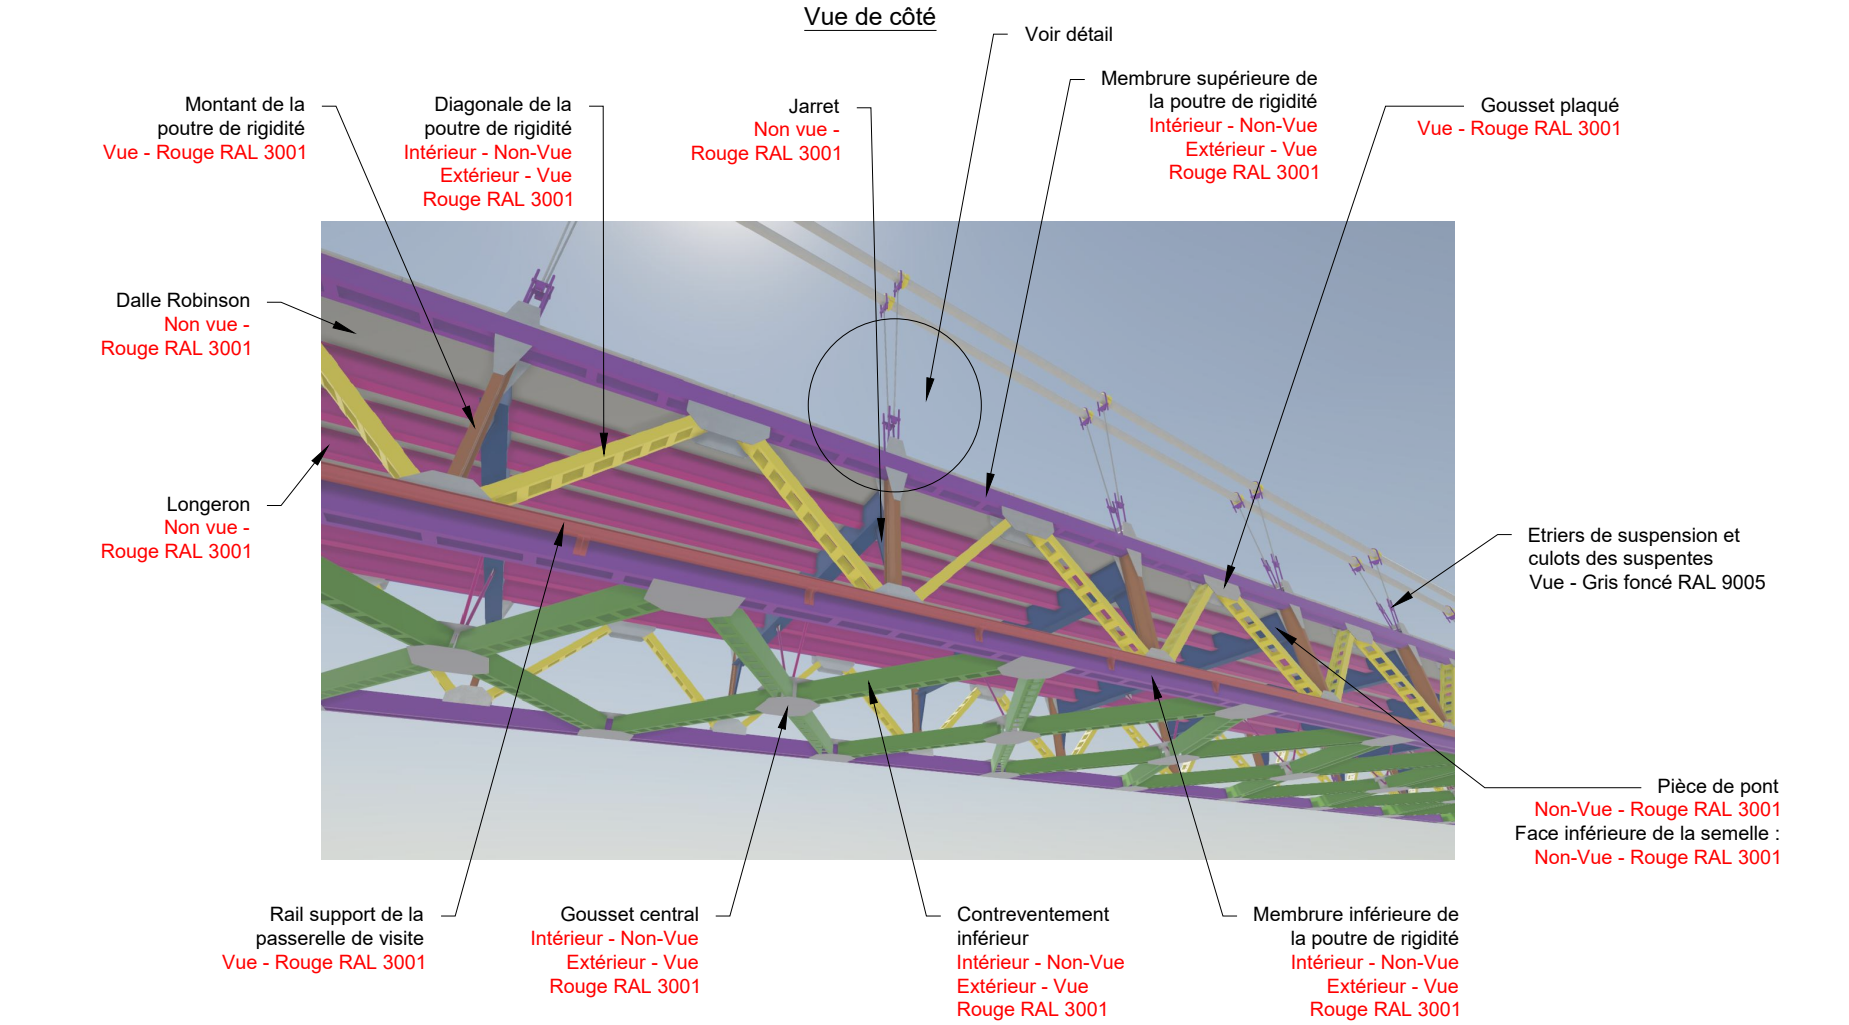 Vue de côté
Voir détail
Montant de la
poutre de rigidité
Vue - Rouge RAL 3001
Diagonale de la
poutre de rigidité
Intérieur - Non-Vue
Extérieur - Vue
Rouge RAL 3001
Jarret
Non vue -
Rouge RAL 3001
Membrure supérieure de
la poutre de rigidité
Intérieur - Non-Vue
Extérieur - Vue
Rouge RAL 3001
Gousset plaqué
Vue - Rouge RAL 3001
Dalle Robinson
Non vue -
Rouge RAL 3001
Longeron
Non vue -
Rouge RAL 3001
Etriers de suspension et
culots des suspentes
Vue - Gris foncé RAL 9005
Pièce de pont
Non-Vue - Rouge RAL 3001
Face inférieure de la semelle :
Non-Vue - Rouge RAL 3001
Rail support de la
passerelle de visite
Vue - Rouge RAL 3001
Gousset central
Intérieur - Non-Vue
Extérieur - Vue
Rouge RAL 3001
Contreventement
inférieur
Intérieur - Non-Vue
Extérieur - Vue
Rouge RAL 3001
Membrure inférieure de
la poutre de rigidité
Intérieur - Non-Vue
Extérieur - Vue
Rouge RAL 3001